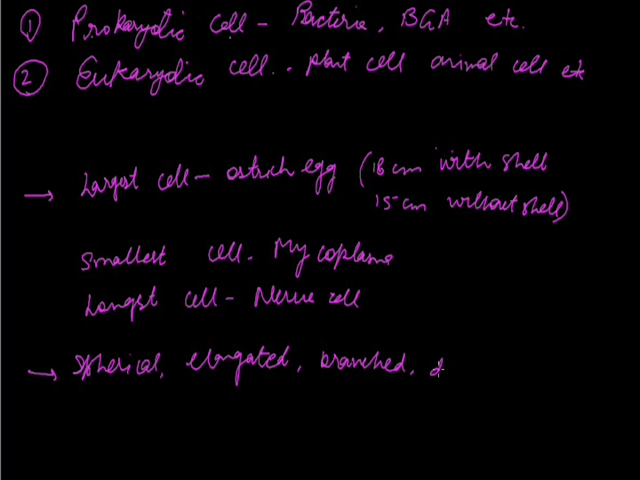 ① Prokaryotic cell - Bacteria, BGA etc.
② Eukaryotic cell - plant cell animal cell etc
→ Largest cell - ostrich egg (18 cm with shell
15 cm without shell)
Smallest cell - Mycoplasma
Longest cell - Nerve cell
→ Spherical, elongated, branched,